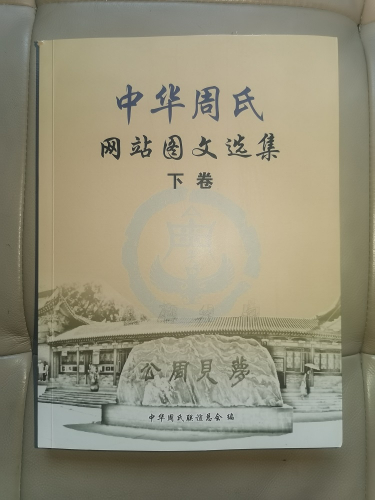 中华周氏
网站图文选集
下卷
公周見夢
中华周氏联谊总会 编